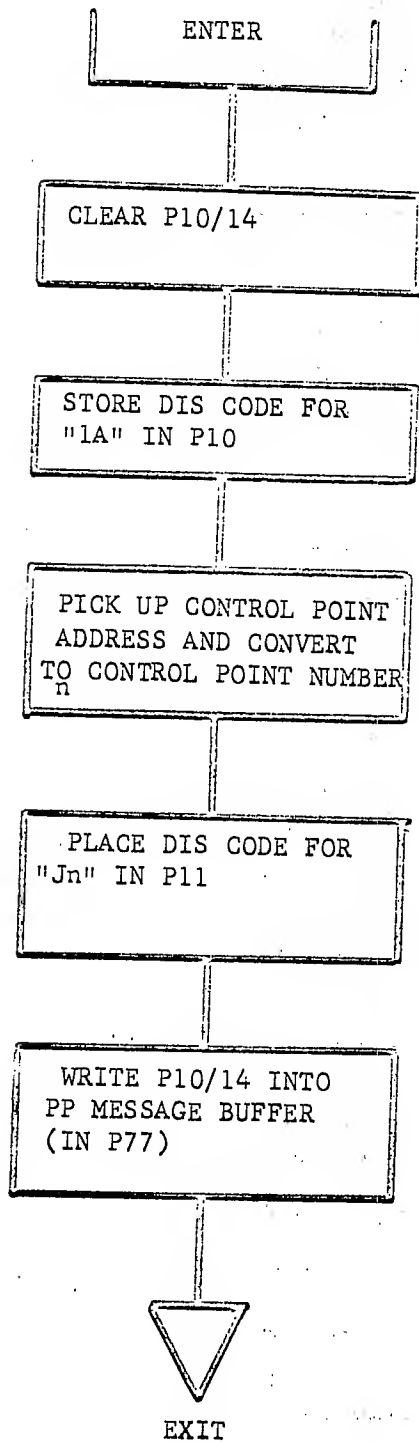 ENTER
CLEAR P10/14
STORE DIS CODE FOR
"1A" IN P10
PICK UP CONTROL POINT
ADDRESS AND CONVERT
TO CONTROL POINT NUMBER
n
PLACE DIS CODE FOR
"Jn" IN P11
WRITE P10/14 INTO
PP MESSAGE BUFFER
(IN P77)
EXIT